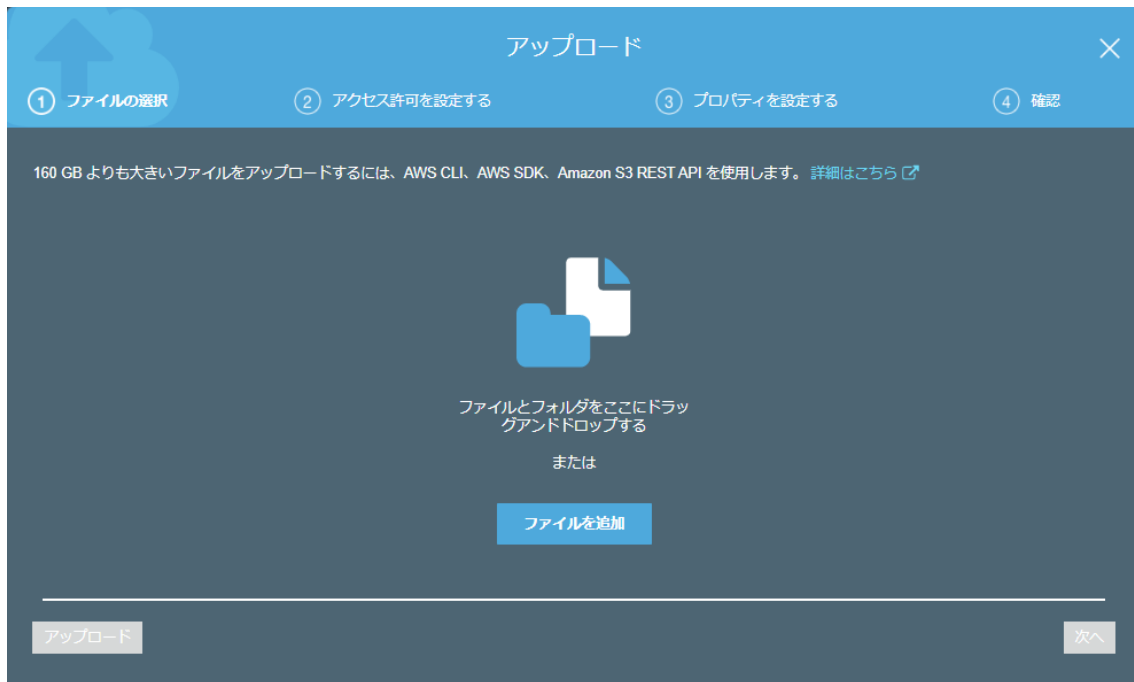 アップロード
1 ファイルの選択
2 アクセス許可を設定する
3 プロパティを設定する
4 確認
160 GB よりも大きいファイルをアップロードするには、AWS CLI、AWS SDK、Amazon S3 REST API を使用します。 詳細はこちら
ファイルとフォルダをここにドラッ
グアンドドロップする
または
ファイルを追加
アップロード
次へ